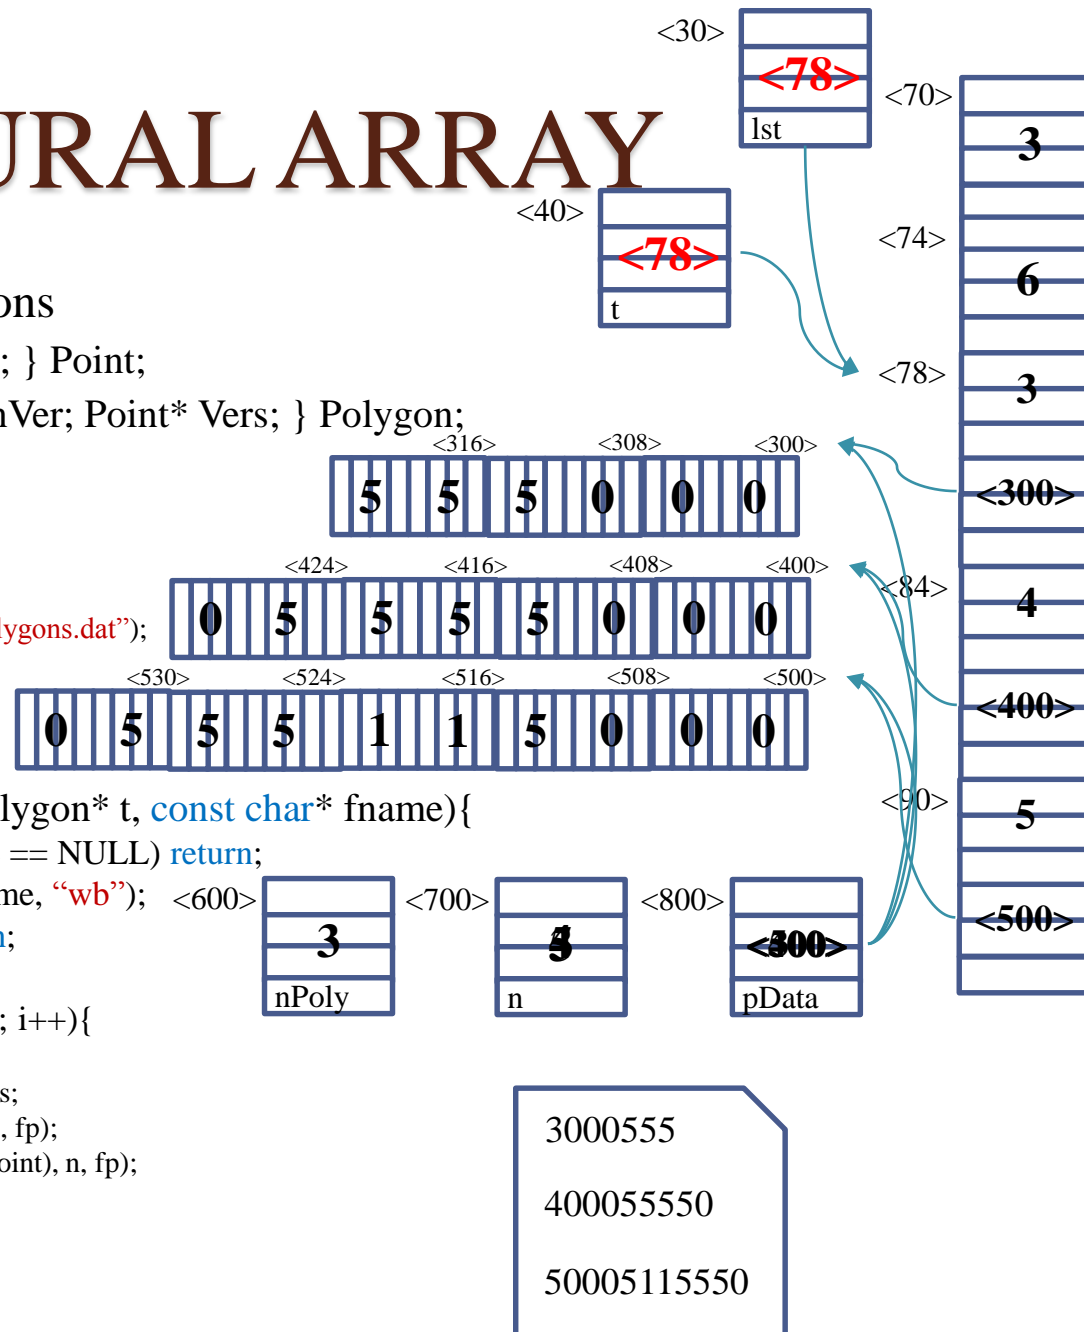 URAL ARRAY
<30>
<78>
lst
<40>
<78>
t
<70>
3
<74>
6
<78>
3
<300>
<84>
4
<400>
<90>
5
<500>
ons
; } Point;
nVer; Point* Vers; } Polygon;
<316> <308> <300>
5 5 5 0 0 0
<424> <416> <408> <400>
0 5 5 5 5 0 0 0
lygons.dat”);
<530> <524> <516> <508> <500>
0 5 5 5 1 1 5 0 0 0
lygon* t, const char* fname){
== NULL) return;
me, “wb”);
n;
; i++){
s;
, fp);
oint), n, fp);
<600>
3
nPoly
<700>
n
<800>
pData
3000555
400055550
50005115550